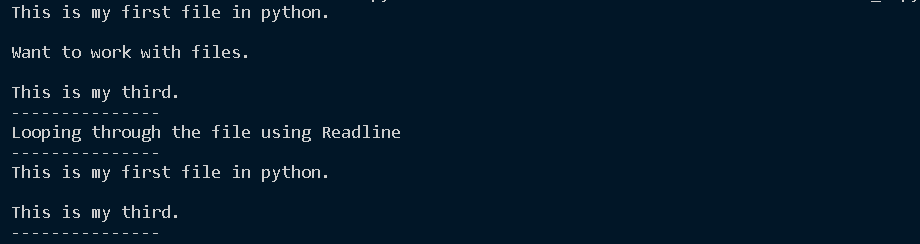 This is my first file in python.
Want to work with files.
This is my third.
---------------
Looping through the file using Readline
---------------
This is my first file in python.
This is my third.
---------------